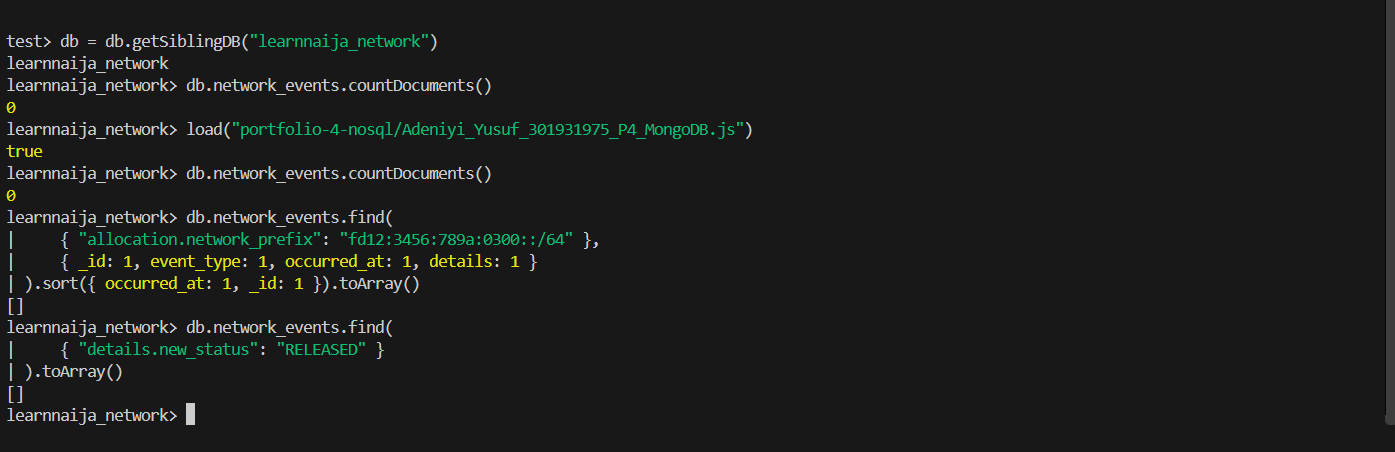 test> db = db.getSiblingDB("learnnaija_network")
learnnaija_network
learnnaija_network> db.network_events.countDocuments()
0
learnnaija_network> load("portfolio-4-nosql/Adeniyi_Yusuf_301931975_P4_MongoDB.js")
true
learnnaija_network> db.network_events.countDocuments()
0
learnnaija_network> db.network_events.find(
|     { "allocation.network_prefix": "fd12:3456:789a:0300::/64" },
|     { _id: 1, event_type: 1, occurred_at: 1, details: 1 }
| ).sort({ occurred_at: 1, _id: 1 }).toArray()
[]
learnnaija_network> db.network_events.find(
|     { "details.new_status": "RELEASED" }
| ).toArray()
[]
learnnaija_network>